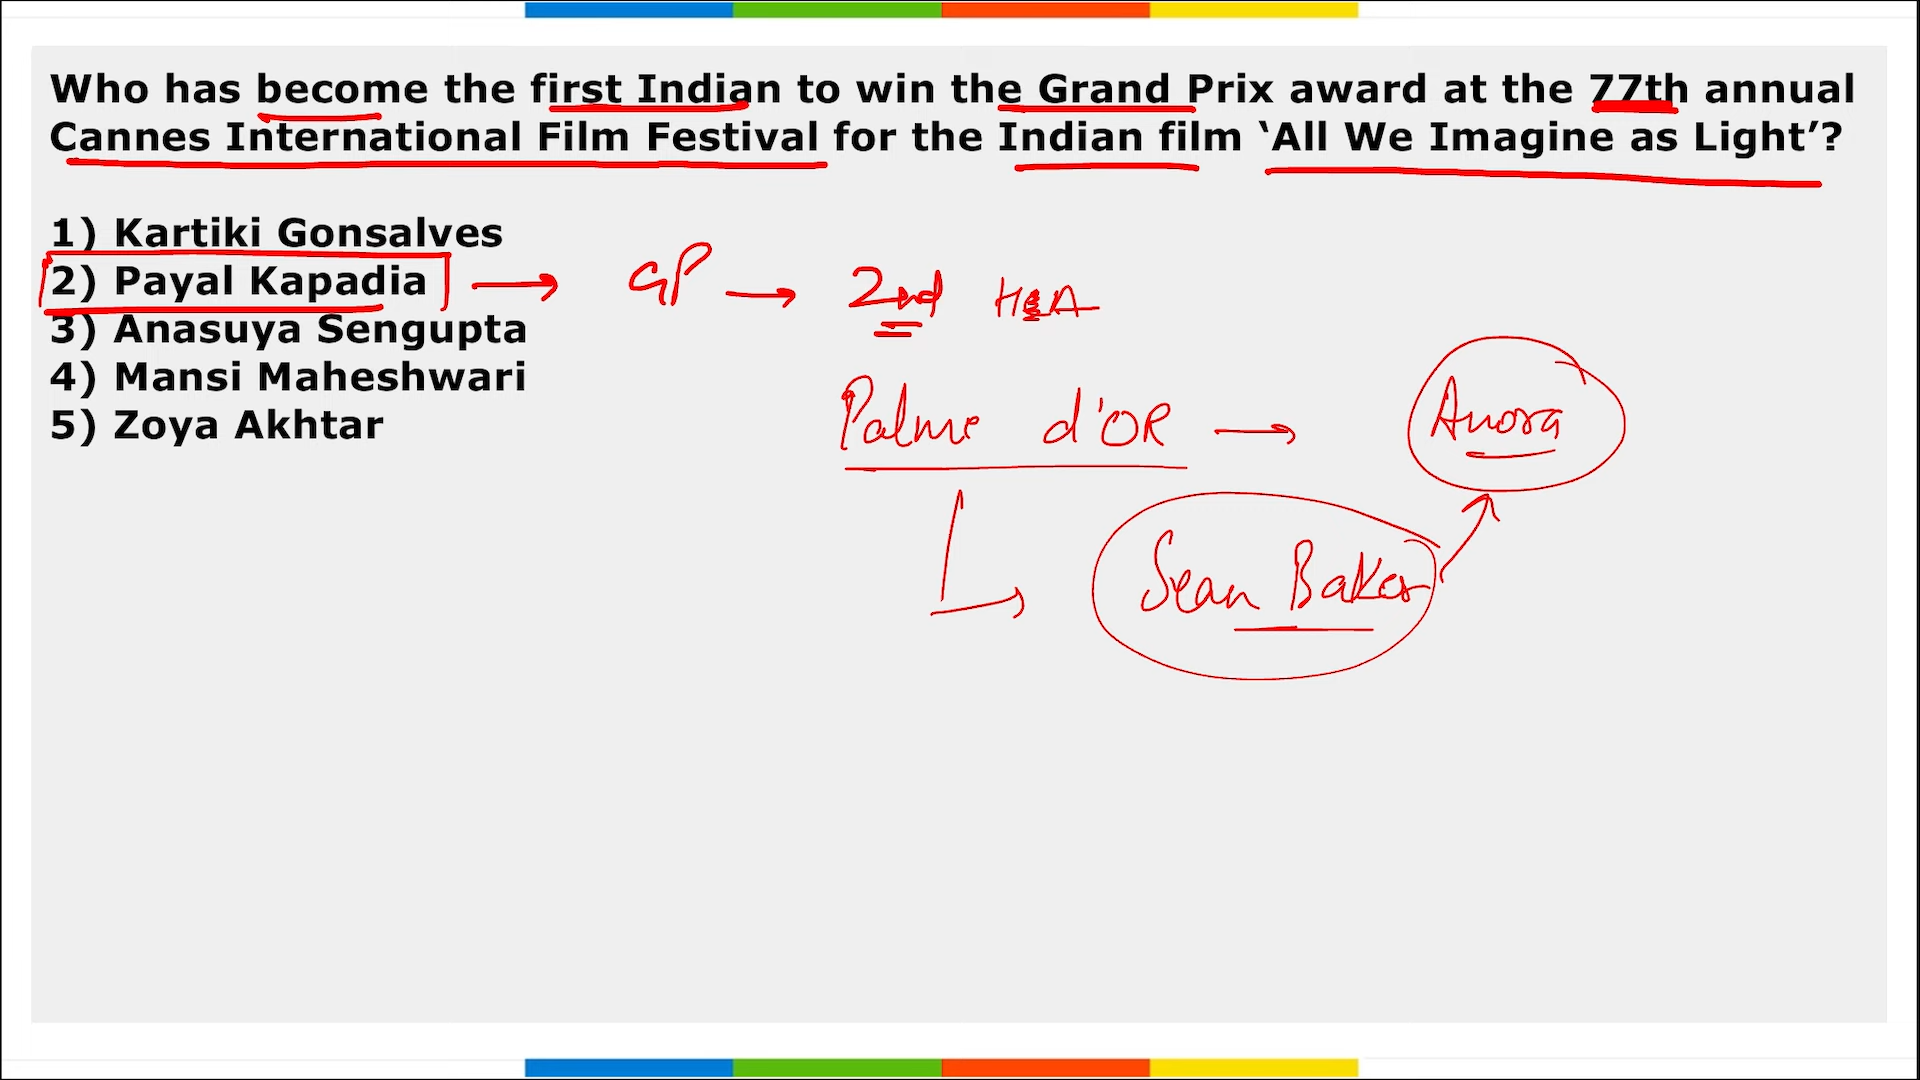 Who has become the first Indian to win the Grand Prix award at the 77th annual
Cannes International Film Festival for the Indian film ‘All We Imagine as Light’?
1) Kartiki Gonsalves
2) Payal Kapadia → GP → 2nd H&A
3) Anasuya Sengupta
4) Mansi Maheshwari
5) Zoya Akhtar
Palme d'OR → Anora
Sean Baker